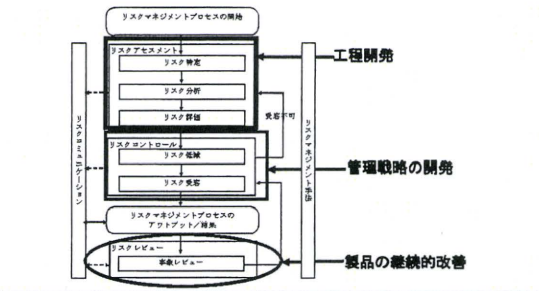 リスクマネジメントプロセスの開始
リスクアセスメント
リスク特定
リスク分析
リスク評価
受容不可
リスクコントロール
リスク低減
リスク受容
リスクマネジメントプロセスの
アウトプット/結果
リスクレビュー
事象レビュー
リスクコミュニケーション
リスクマネジメント手法
工程開発
管理戦略の開発
製品の継続的改善